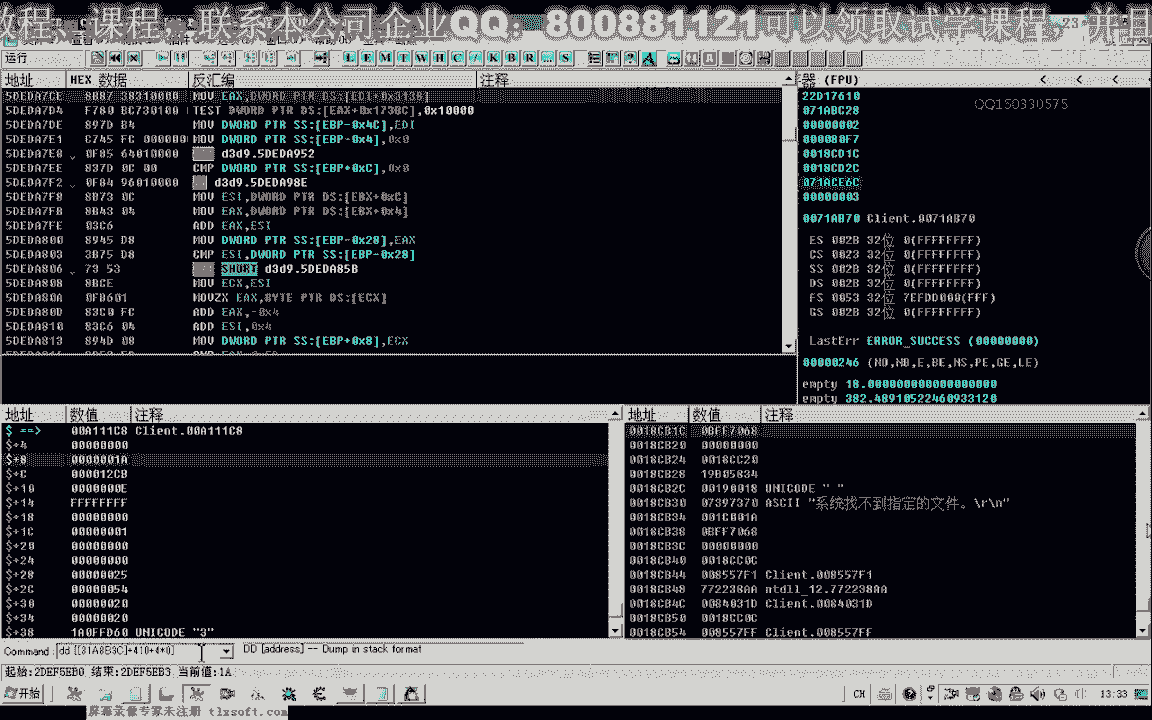 教程、课程，联系本公司企业QQ：800881121可以领取试学课程，并且
运行
L E M T W H C / K B R ... S
地址 HEX 数据 反汇编 注释
5DEDA7CE 8B87 38310000 MOV EAX,DWORD PTR DS:[EDI+0x3138]
5DEDA7D4 F780 BC730100 TEST DWORD PTR DS:[EAX+0x173BC],0x10000
5DEDA7DE 897D B4 MOV DWORD PTR SS:[EBP-0x4C],EDI
5DEDA7E1 C745 FC 000000 MOV DWORD PTR SS:[EBP-0x4],0x0
5DEDA7E8 0F85 64010000 d3d9.5DEDA952
5DEDA7EE 837D 0C 00 CMP DWORD PTR SS:[EBP+0xC],0x0
5DEDA7F2 0F84 96010000 d3d9.5DEDA98E
5DEDA7F8 8B73 0C MOV ESI,DWORD PTR DS:[EBX+0xC]
5DEDA7FB 8B43 04 MOV EAX,DWORD PTR DS:[EBX+0x4]
5DEDA7FE 03C6 ADD EAX,ESI
5DEDA800 8945 D8 MOV DWORD PTR SS:[EBP-0x28],EAX
5DEDA803 3B75 D8 CMP ESI,DWORD PTR SS:[EBP-0x28]
5DEDA806 73 53 SHORT d3d9.5DEDA85B
5DEDA808 8BCE MOV ECX,ESI
5DEDA80A 0FB601 MOVZX EAX,BYTE PTR DS:[ECX]
5DEDA80D 83C0 FC ADD EAX,-0x4
5DEDA810 83C6 04 ADD ESI,0x4
5DEDA813 894D 08 MOV DWORD PTR SS:[EBP+0x8],ECX
器 (FPU) < < <
QQ150330575
22D17610
071ABC28
00000002
000080F7
0018CD1C
0018CD2C
071ACE6C
00000003
0071AB70 Client.0071AB70
ES 002B 32位 0(FFFFFFFF)
CS 0023 32位 0(FFFFFFFF)
SS 002B 32位 0(FFFFFFFF)
DS 002B 32位 0(FFFFFFFF)
FS 0053 32位 7EFDD000(FFF)
GS 002B 32位 0(FFFFFFFF)
LastErr ERROR_SUCCESS (00000000)
00000246 (NO,NB,E,BE,NS,PE,GE,LE)
empty 18.000000000000000000
empty 382.48910522460933120
地址 数值 注释
$ ==> 00A111C8 Client.00A111C8
$+4 00000000
$+8 0000001A
$+C 000012CB
$+10 0000000E
$+14 FFFFFFFF
$+18 00000000
$+1C 00000001
$+20 00000000
$+24 00000000
$+28 00000025
$+2C 00000054
$+30 00000020
$+34 00000020
$+38 1A0FFD60 UNICODE "3"
地址 数值 注释
0018CB1C 0BFF7068
0018CB20 00000000
0018CB24 0018CC20
0018CB28 19B05834
0018CB2C 00190018 UNICODE " "
0018CB30 07397370 ASCII "系统找不到指定的文件。\r\n"
0018CB34 001CB01A
0018CB38 0BFF7068
0018CB3C 00000000
0018CB40 0018CC0C
0018CB44 008557F1 Client.008557F1
0018CB48 772238AA ntdll_12.772238AA
0018CB4C 0084031D Client.0084031D
0018CB50 0018CC0C
0018CB54 008557FF Client.008557FF
Command: dd [[31A8B3C]+410+4*0] DD [address] -- Dump in stack format
起始:2DEF5EB0 结束:2DEF5EB3 当前值:1A
开始 CH 13:33
屏幕录像专家未注册 tlxsoft.com